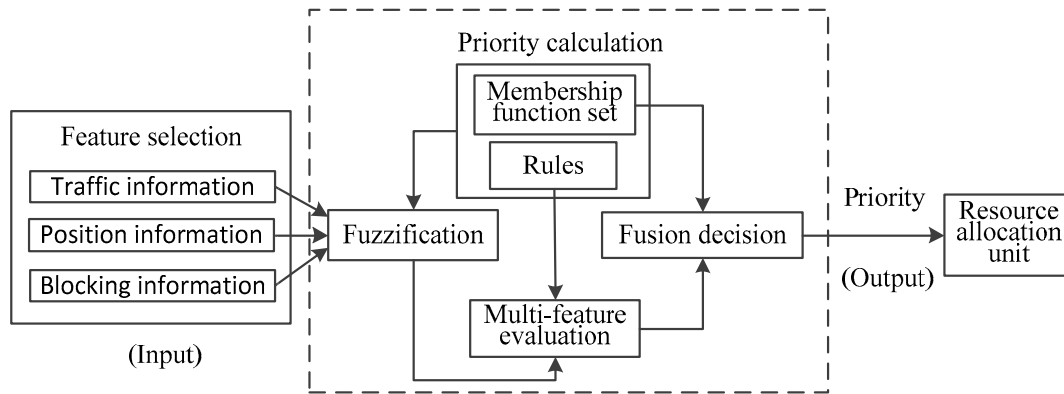 Priority calculation
Membership
function set
Rules
Feature selection
Traffic information
Position information
Blocking information
(Input)
Fuzzification
Multi-feature
evaluation
Fusion decision
Priority
(Output)
Resource
allocation
unit